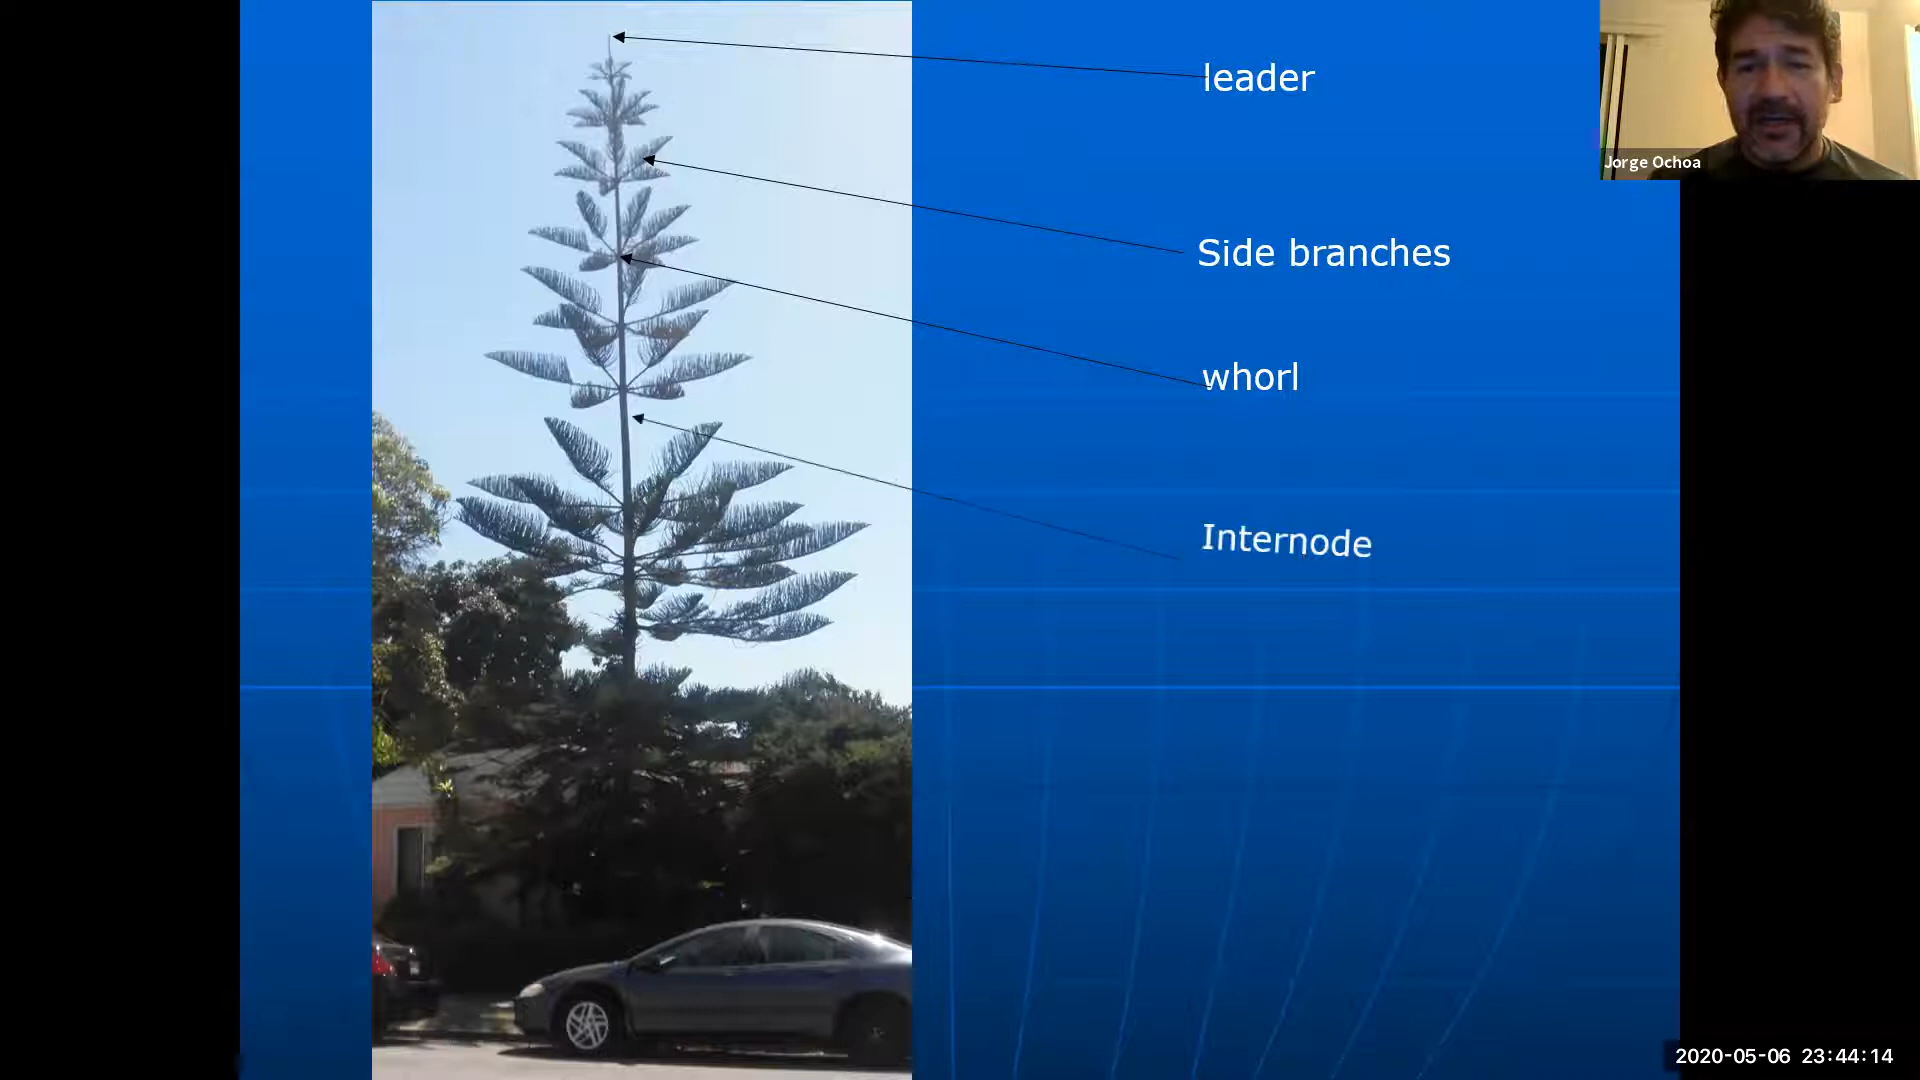 leader
Jorge Ochoa
Side branches
whorl
Internode
2020-05-06 23:44:14